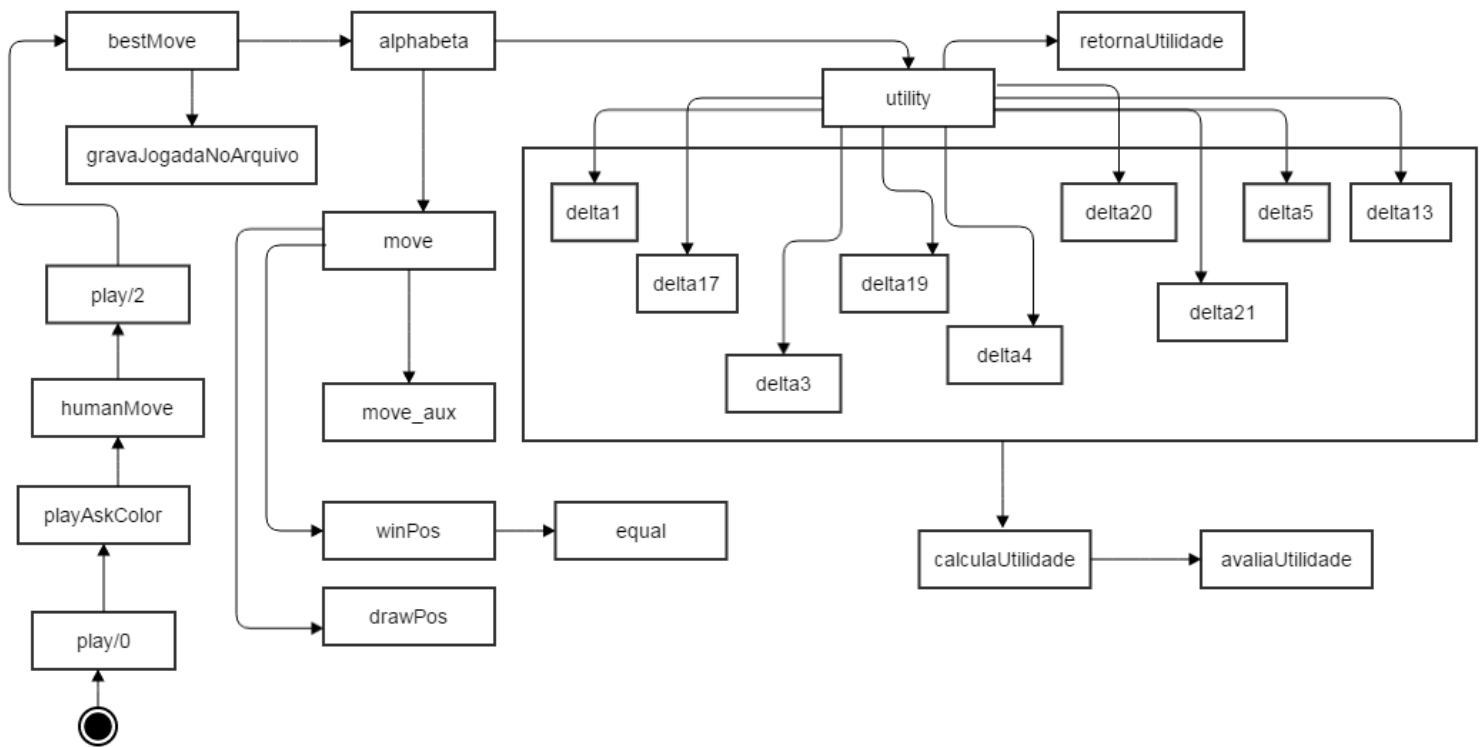 bestMove
alphabeta
retornaUtilidade
utility
gravaJogadaNoArquivo
delta1
delta20
delta5
delta13
move
delta17
delta19
play/2
delta21
delta4
delta3
humanMove
move_aux
playAskColor
winPos
equal
calculaUtilidade
avaliaUtilidade
drawPos
play/0